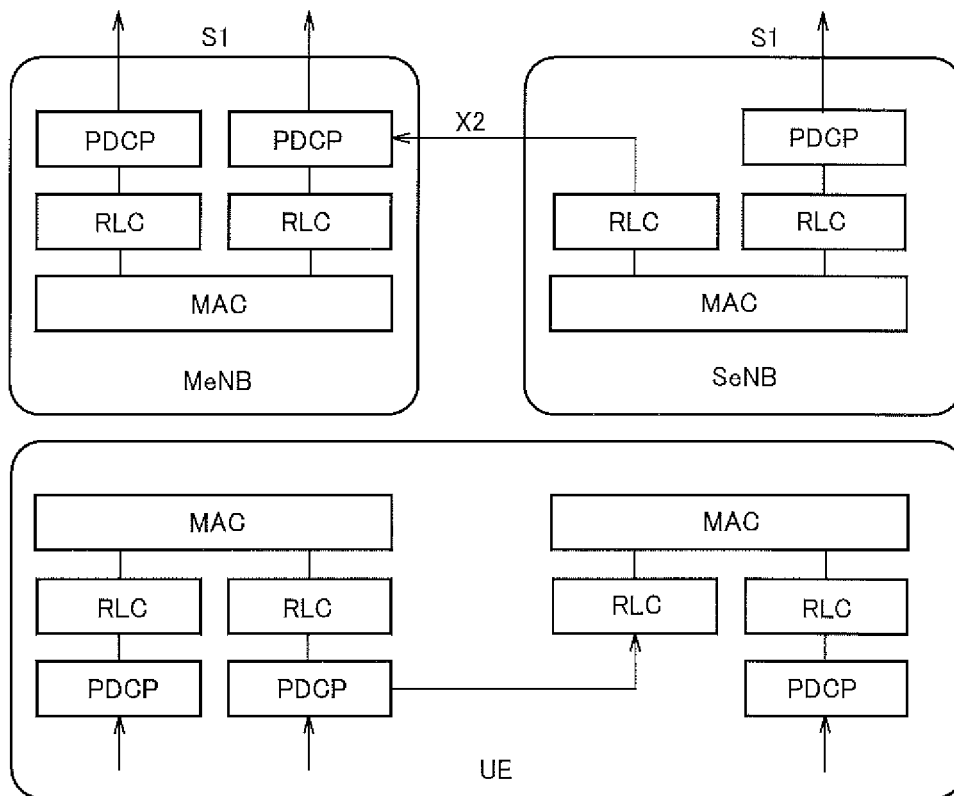 S1 S1
X2
PDCP PDCP PDCP
RLC RLC RLC RLC
MAC MAC
MeNB SeNB
MAC MAC
RLC RLC RLC RLC
PDCP PDCP PDCP
UE